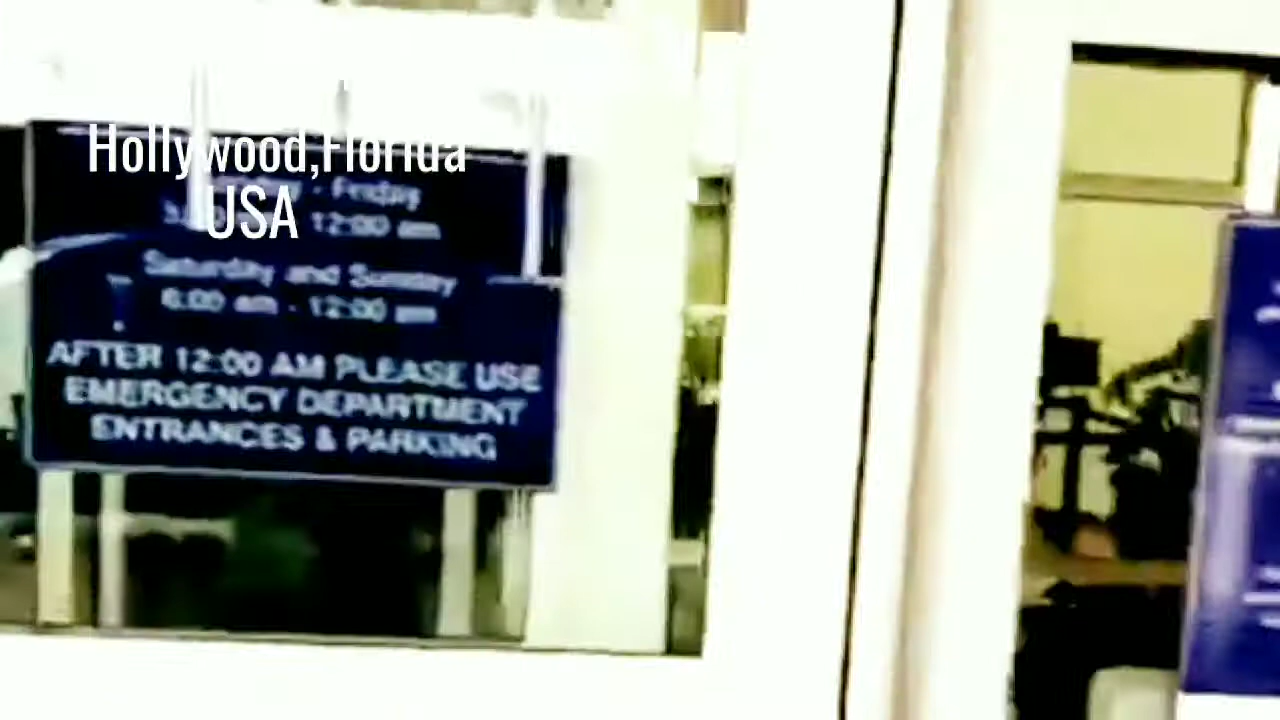 Hollywood,Florida
USA
- Friday
12:00 am
Saturday and Sunday
6:00 am - 12:00 am
AFTER 12:00 AM PLEASE USE
EMERGENCY DEPARTMENT
ENTRANCES & PARKING